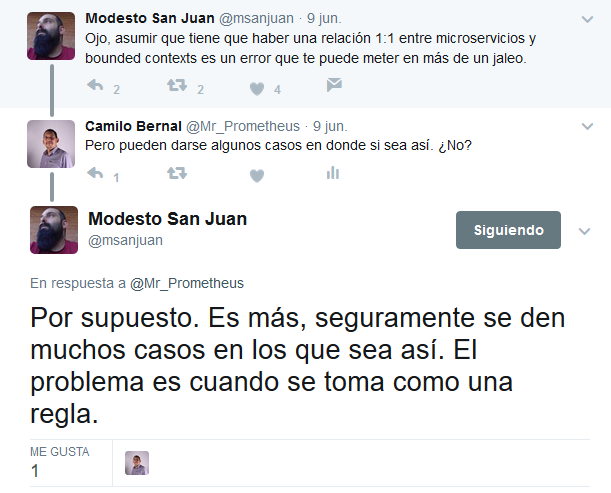 Modesto San Juan @msanjuan · 9 jun.
Ojo, asumir que tiene que haber una relación 1:1 entre microservicios y
bounded contexts es un error que te puede meter en más de un jaleo.
2 2 4
Camilo Bernal @Mr_Prometheus · 9 jun.
Pero pueden darse algunos casos en donde si sea así. ¿No?
1
Modesto San Juan
@msanjuan
Siguiendo
En respuesta a @Mr_Prometheus
Por supuesto. Es más, seguramente se den
muchos casos en los que sea así. El
problema es cuando se toma como una
regla.
ME GUSTA
1